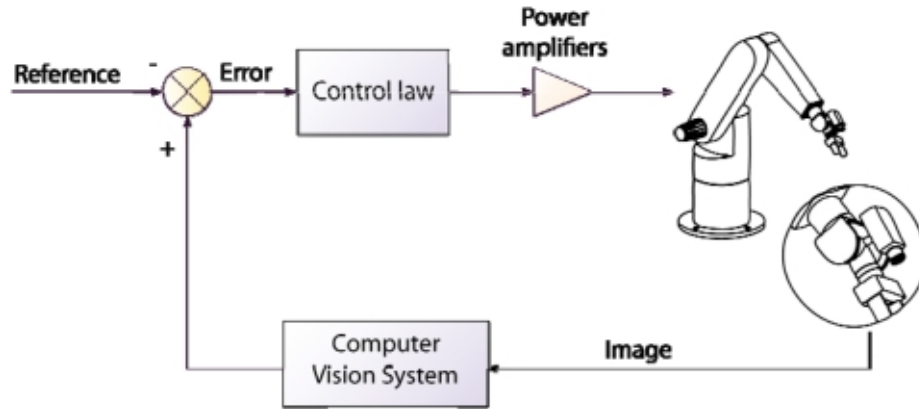 Power
amplifiers
Reference
-
Error
Control law
+
Computer
Vision System
Image